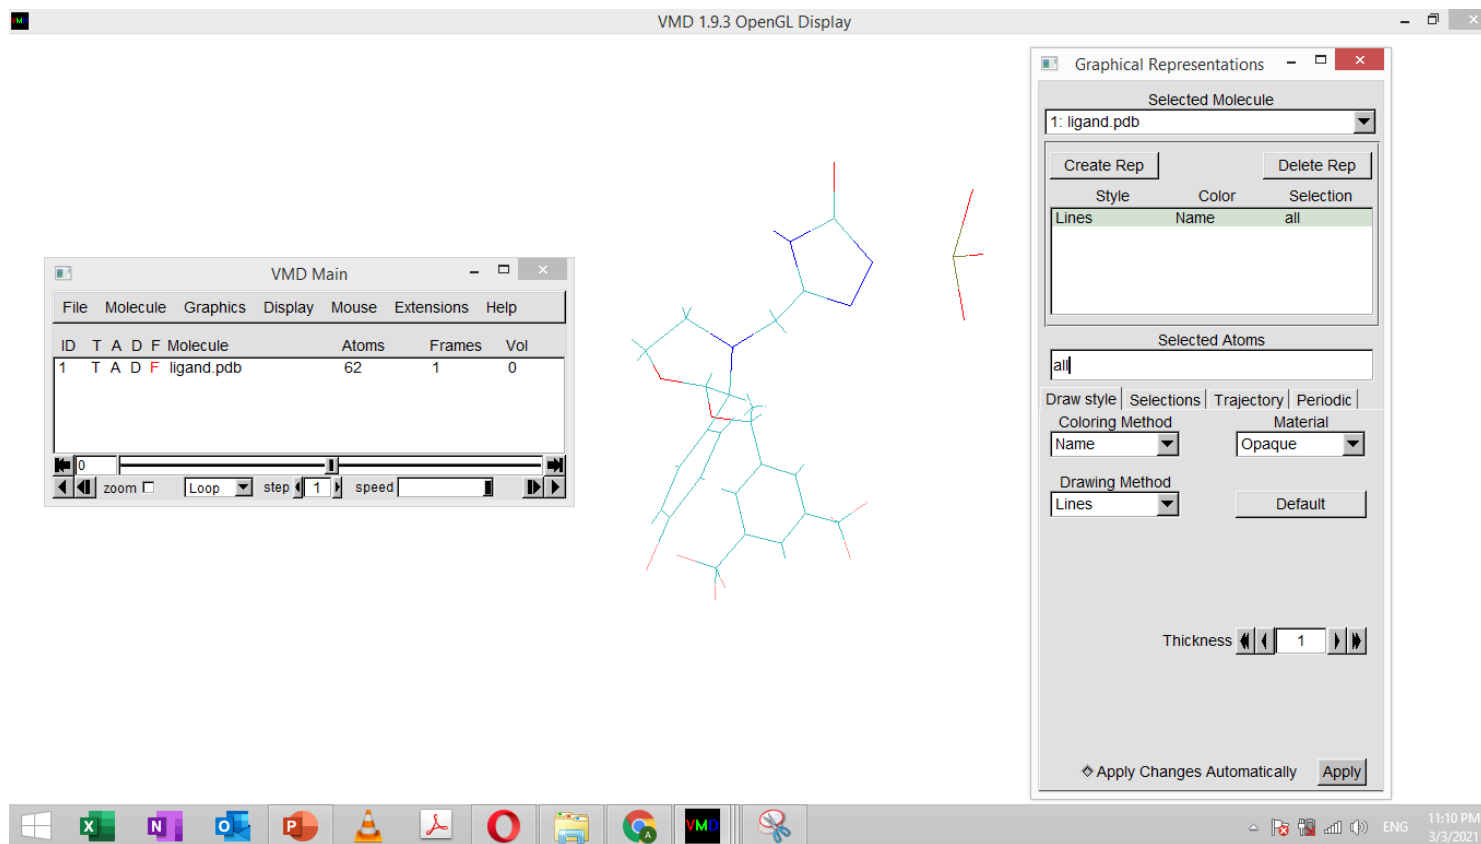 VMD 1.9.3 OpenGL Display
Graphical Representations
Selected Molecule
1: ligand.pdb
Create Rep Delete Rep
Style Color Selection
Lines Name all
Selected Atoms
all
Draw style Selections Trajectory Periodic
Coloring Method Material
Name Opaque
Drawing Method
Lines Default
Thickness 1
Apply Changes Automatically Apply
VMD Main
File Molecule Graphics Display Mouse Extensions Help
ID T A D F Molecule Atoms Frames Vol
1 T A D F ligand.pdb 62 1 0
0
zoom Loop step 1 speed
VMD
ENG
11:10 PM
3/3/2021